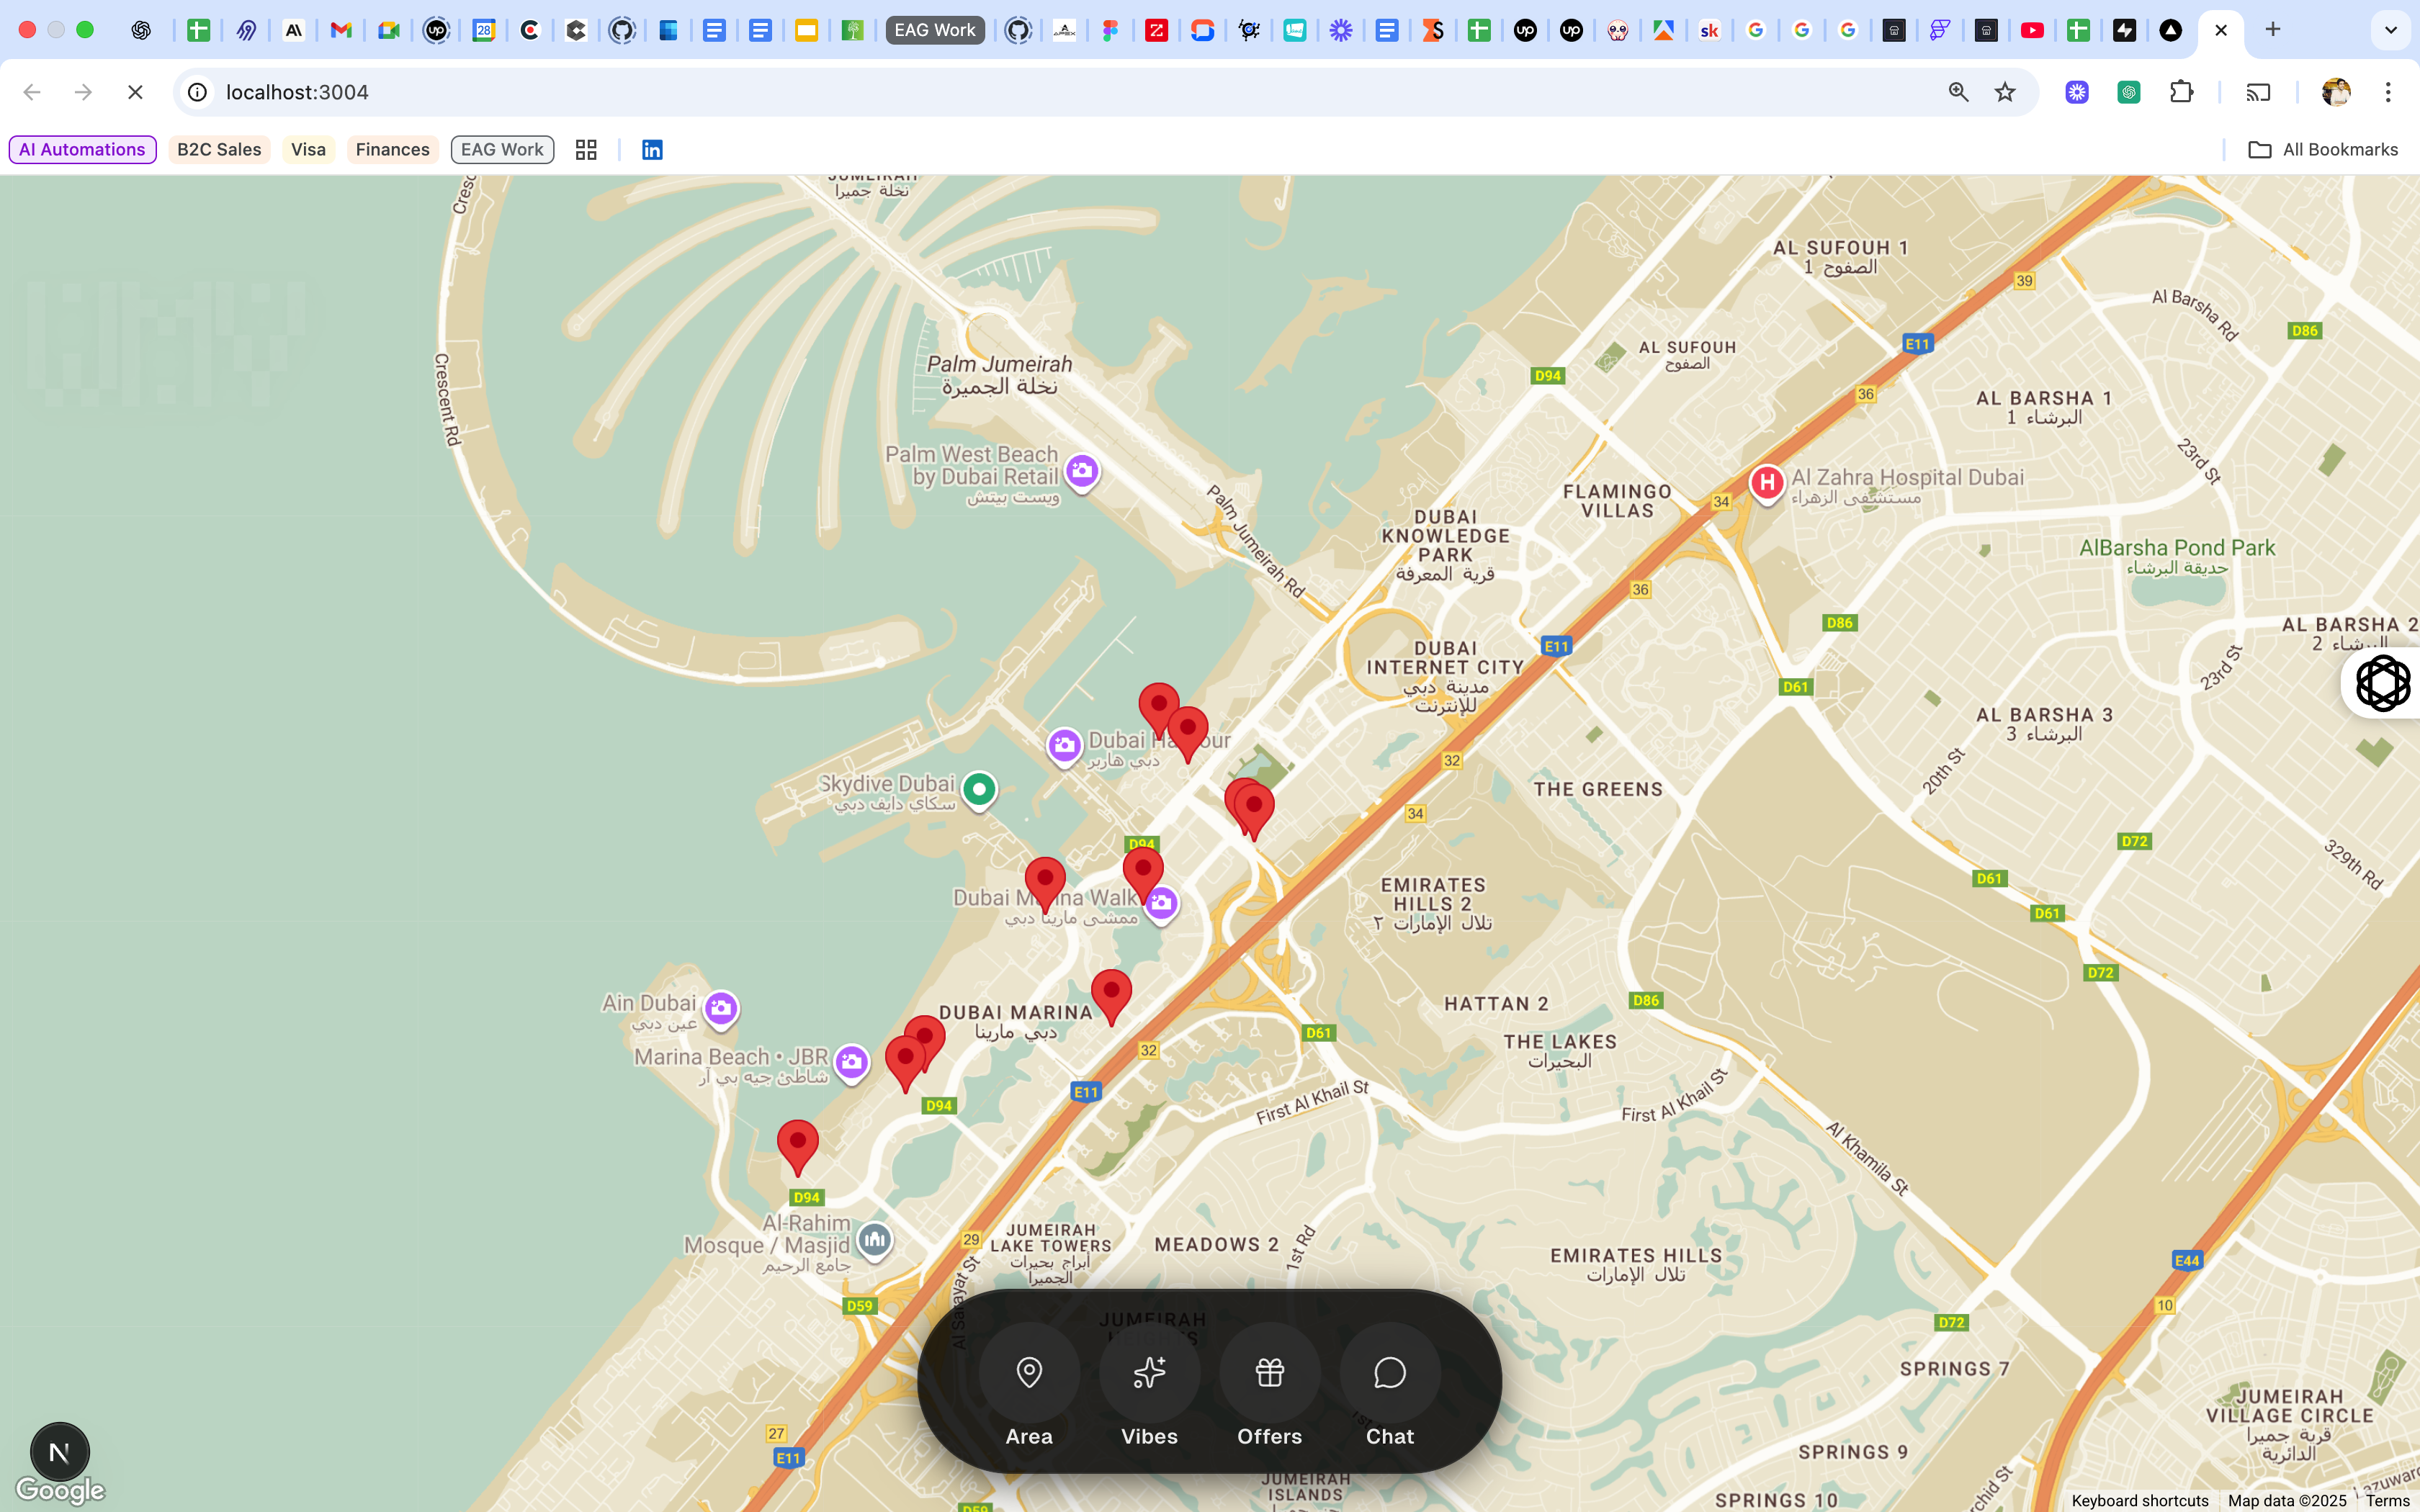 EAG Work
localhost:3004
AI Automations
B2C Sales
Visa
Finances
EAG Work
All Bookmarks
JUMEIRAH
نخلة جميرا
Crescent Rd
Palm Jumeirah
نخلة الجميرة
Palm West Beach
by Dubai Retail
ويست بيتش
Palm Jumeirah Rd
AL SUFOUH 1
الصفوح 1
39
Al Barsha Rd
D86
E11
AL SUFOUH
الصفوح
D94
36
AL BARSHA 1
البرشاء 1
23rd St
Al Zahra Hospital Dubai
مستشفى الزهراء
34
FLAMINGO
VILLAS
DUBAI
KNOWLEDGE
PARK
قرية المعرفة
AlBarsha Pond Park
حديقة البرشاء
36
D86
AL BARSHA 2
البرشاء 2
23rd St
DUBAI
INTERNET CITY
مدينة دبي
للإنترنت
E11
D61
AL BARSHA 3
البرشاء 3
Dubai Harbour
دبي هاربر
Skydive Dubai
سكاي دايف دبي
32
20th St
THE GREENS
34
D72
329th Rd
D94
D61
Dubai Marina Walk
ممشى مارينا دبي
EMIRATES
HILLS 2
تلال الإمارات ٢
D61
D72
Ain Dubai
عين دبي
DUBAI MARINA
دبي مارينا
HATTAN 2
D86
D61
THE LAKES
البحيرات
Marina Beach • JBR
شاطئ جيه بي آر
32
E11
D94
First Al Khail St
First Al Khail St
Al Khamila St
D94
Al-Rahim
Mosque / Masjid
جامع الرحيم
29
JUMEIRAH
LAKE TOWERS
أبراج بحيرات
الجميرا
MEADOWS 2
1st Rd
EMIRATES HILLS
تلال الإمارات
E44
D59
Al Sarayat St
JUMEIRAH
10
D72
SPRINGS 7
JUMEIRAH
VILLAGE CIRCLE
قرية جميرا
الدائرية
Area
Vibes
Offers
Chat
27
E11
SPRINGS 9
JUMEIRAH
ISLANDS
SPRINGS 10
D59
N
Google
Keyboard shortcuts
Map data ©2025
Terms